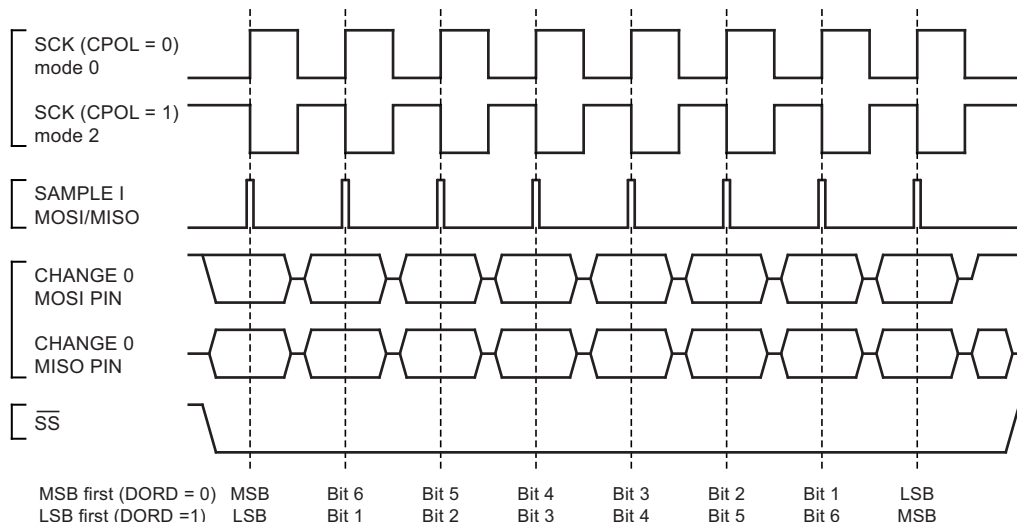 SCK (CPOL = 0)
mode 0
SCK (CPOL = 1)
mode 2
SAMPLE I
MOSI/MISO
CHANGE 0
MOSI PIN
CHANGE 0
MISO PIN
SS
MSB first (DORD = 0) MSB Bit 6 Bit 5 Bit 4 Bit 3 Bit 2 Bit 1 LSB
LSB first (DORD =1) LSB Bit 1 Bit 2 Bit 3 Bit 4 Bit 5 Bit 6 MSB